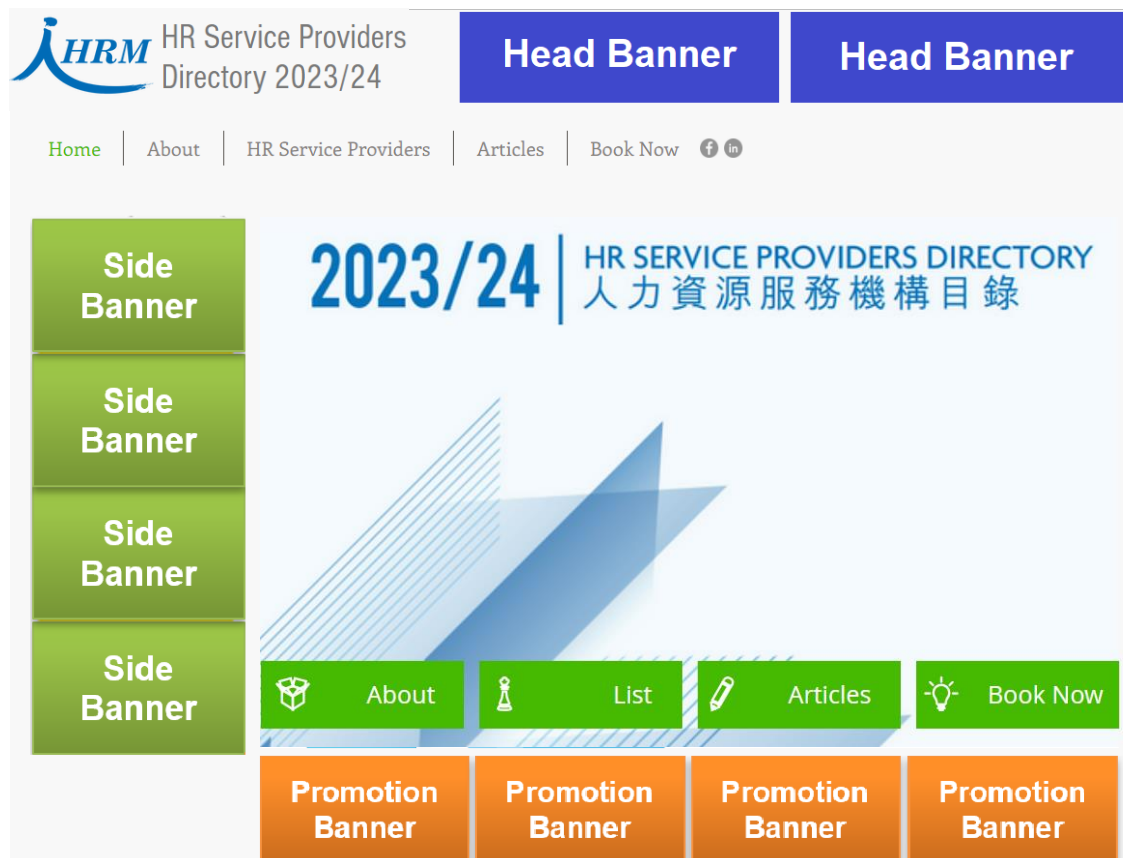 HRM
HR Service Providers
Directory 2023/24
Head Banner
Head Banner
Home
About
HR Service Providers
Articles
Book Now
f
in
Side
Banner
Side
Banner
Side
Banner
Side
Banner
2023/24
HR SERVICE PROVIDERS DIRECTORY
人力資源服務機構目錄
About
List
Articles
Book Now
Promotion
Banner
Promotion
Banner
Promotion
Banner
Promotion
Banner